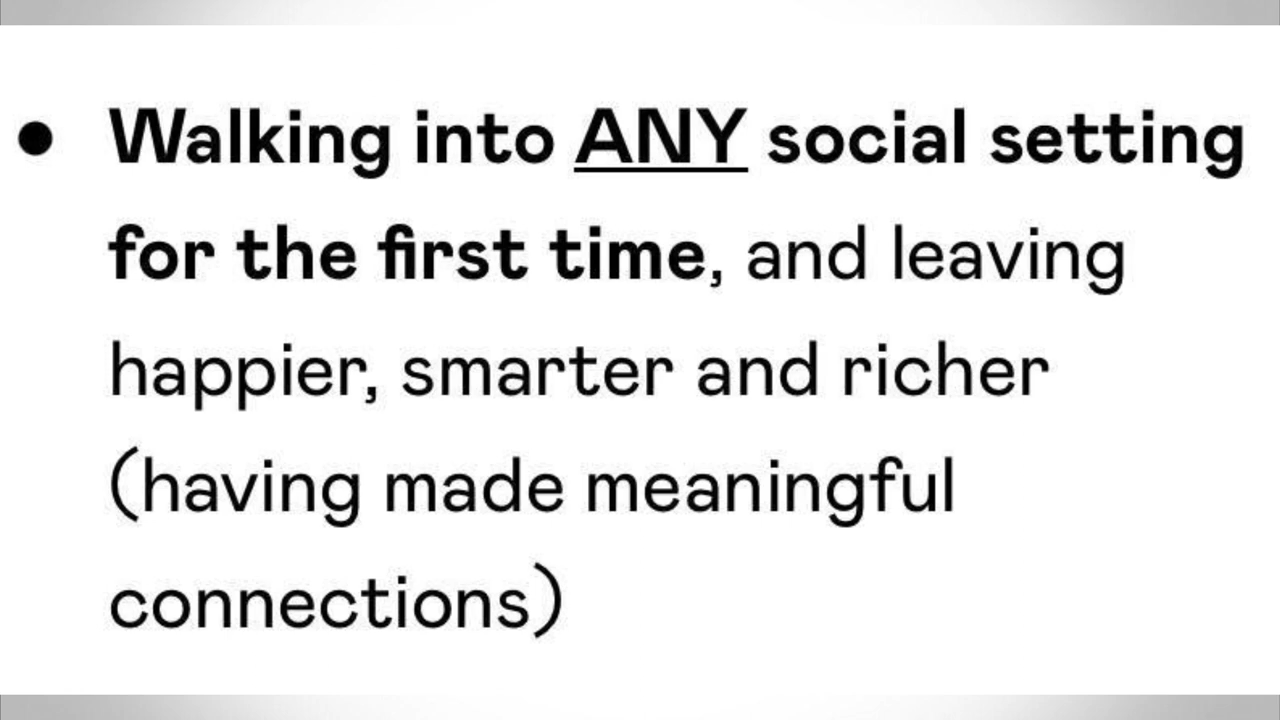 ● Walking into ANY social setting
for the first time, and leaving
happier, smarter and richer
(having made meaningful
connections)